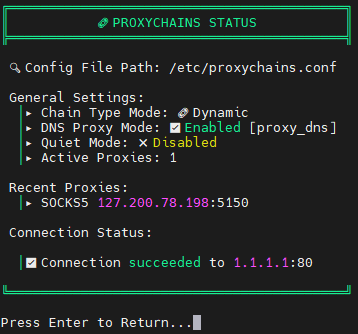 PROXYCHAINS STATUS
Config File Path: /etc/proxychains.conf
General Settings:
▸ Chain Type Mode: Dynamic
▸ DNS Proxy Mode: ☑ Enabled [proxy_dns]
▸ Quiet Mode: ✕ Disabled
▸ Active Proxies: 1
Recent Proxies:
▸ SOCKS5 127.200.78.198:5150
Connection Status:
☑ Connection succeeded to 1.1.1.1:80
Press Enter to Return...